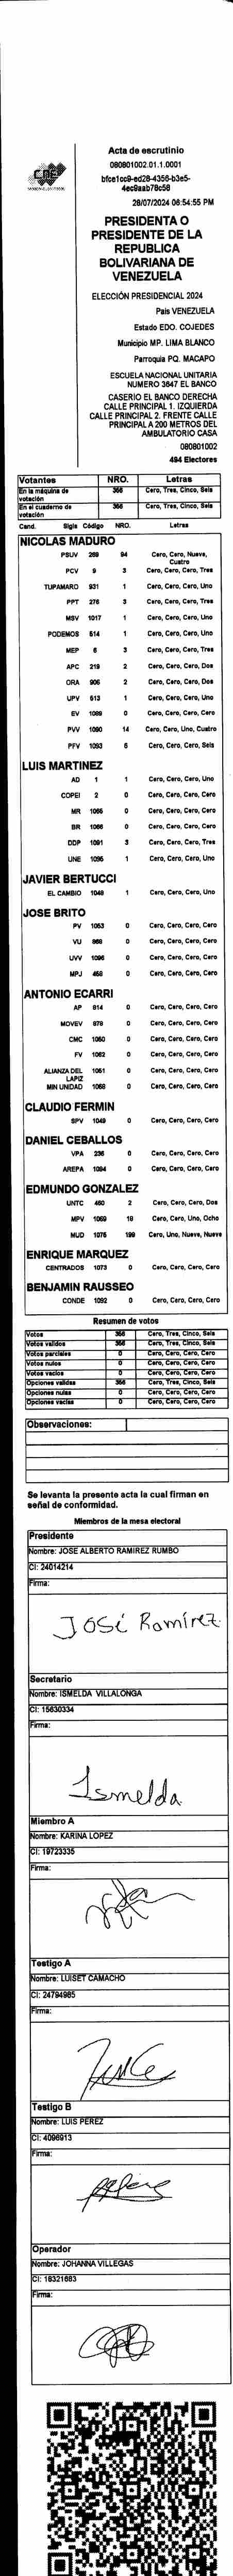 CNE
Acta de escrutinio
080801002.01.1.0001
bfce1cc9-ed28-4356-b3e5-
4ec9aab78c58
28/07/2024 06:54:55 PM
PRESIDENTA O
PRESIDENTE DE LA
REPUBLICA
BOLIVARIANA DE
VENEZUELA
ELECCIÓN PRESIDENCIAL 2024
Pais VENEZUELA
Estado EDO. COJEDES
Municipio MP. LIMA BLANCO
Parroquia PQ. MACAPO
ESCUELA NACIONAL UNITARIA
NUMERO 3647 EL BANCO
CASERIO EL BANCO DERECHA
CALLE PRINCIPAL 1. IZQUIERDA
CALLE PRINCIPAL 2. FRENTE CALLE
PRINCIPAL A 200 METROS DEL
AMBULATORIO CASA
080801002
494 Electores
Votantes NRO. Letras
En la máquina de votación 356 Cero, Tres, Cinco, Seis
En el cuaderno de votación 356 Cero, Tres, Cinco, Seis
Cand. Sigla Código NRO. Letras
NICOLAS MADURO
PSUV 289 94 Cero, Cero, Nueve, Cuatro
PCV 9 3 Cero, Cero, Cero, Tres
TUPAMARO 931 1 Cero, Cero, Cero, Uno
PPT 276 3 Cero, Cero, Cero, Tres
MSV 1017 1 Cero, Cero, Cero, Uno
PODEMOS 514 1 Cero, Cero, Cero, Uno
MEP 6 3 Cero, Cero, Cero, Tres
APC 219 2 Cero, Cero, Cero, Dos
ORA 906 2 Cero, Cero, Cero, Dos
UPV 613 1 Cero, Cero, Cero, Uno
EV 1089 0 Cero, Cero, Cero, Cero
PVV 1090 14 Cero, Cero, Uno, Cuatro
PFV 1093 6 Cero, Cero, Cero, Seis
LUIS MARTINEZ
AD 1 1 Cero, Cero, Cero, Uno
COPEI 2 0 Cero, Cero, Cero, Cero
MR 1065 0 Cero, Cero, Cero, Cero
BR 1066 0 Cero, Cero, Cero, Cero
DDP 1091 3 Cero, Cero, Cero, Tres
UNE 1095 1 Cero, Cero, Cero, Uno
JAVIER BERTUCCI
EL CAMBIO 1048 1 Cero, Cero, Cero, Uno
JOSE BRITO
PV 1053 0 Cero, Cero, Cero, Cero
VU 868 0 Cero, Cero, Cero, Cero
UVV 1096 0 Cero, Cero, Cero, Cero
MPJ 458 0 Cero, Cero, Cero, Cero
ANTONIO ECARRI
AP 814 0 Cero, Cero, Cero, Cero
MOVEV 878 0 Cero, Cero, Cero, Cero
CMC 1060 0 Cero, Cero, Cero, Cero
FV 1062 0 Cero, Cero, Cero, Cero
ALIANZA DEL LAPIZ 1061 0 Cero, Cero, Cero, Cero
MIN UNIDAD 1068 0 Cero, Cero, Cero, Cero
CLAUDIO FERMIN
SPV 1049 0 Cero, Cero, Cero, Cero
DANIEL CEBALLOS
VPA 236 0 Cero, Cero, Cero, Cero
AREPA 1094 0 Cero, Cero, Cero, Cero
EDMUNDO GONZALEZ
UNTC 460 2 Cero, Cero, Cero, Dos
MPV 1069 18 Cero, Cero, Uno, Ocho
MUD 1075 199 Cero, Uno, Nueve, Nueve
ENRIQUE MARQUEZ
CENTRADOS 1073 0 Cero, Cero, Cero, Cero
BENJAMIN RAUSSEO
CONDE 1092 0 Cero, Cero, Cero, Cero
Resumen de votos
Votos 356 Cero, Tres, Cinco, Seis
Votos validos 356 Cero, Tres, Cinco, Seis
Votos parciales 0 Cero, Cero, Cero, Cero
Votos nulos 0 Cero, Cero, Cero, Cero
Votos vacios 0 Cero, Cero, Cero, Cero
Opciones validas 356 Cero, Tres, Cinco, Seis
Opciones nulas 0 Cero, Cero, Cero, Cero
Opciones vacias 0 Cero, Cero, Cero, Cero
Observaciones:
Se levanta la presente acta la cual firman en
señal de conformidad.
Miembros de la mesa electoral
Presidente
Nombre: JOSE ALBERTO RAMIREZ RUMBO
CI: 24014214
Firma:
José Ramírez.
Secretario
Nombre: ISMELDA VILLALONGA
CI: 15630334
Firma:
Ismelda
Miembro A
Nombre: KARINA LOPEZ
CI: 19723335
Firma:
Testigo A
Nombre: LUISET CAMACHO
CI: 24794985
Firma:
Testigo B
Nombre: LUIS PEREZ
CI: 4096913
Firma:
Operador
Nombre: JOHANNA VILLEGAS
CI: 18321683
Firma: